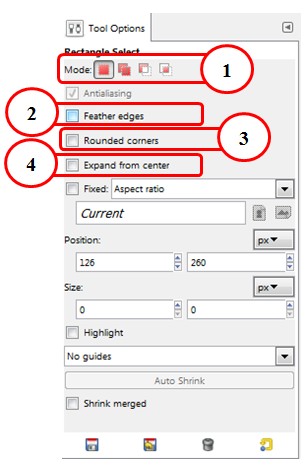 Tool Options
Rectangle Select
Mode:
1
Antialiasing
2
Feather edges
3
Rounded corners
4
Expand from center
Fixed: Aspect ratio
Current
Position:
px
126
260
Size:
px
0
0
Highlight
No guides
Auto Shrink
Shrink merged